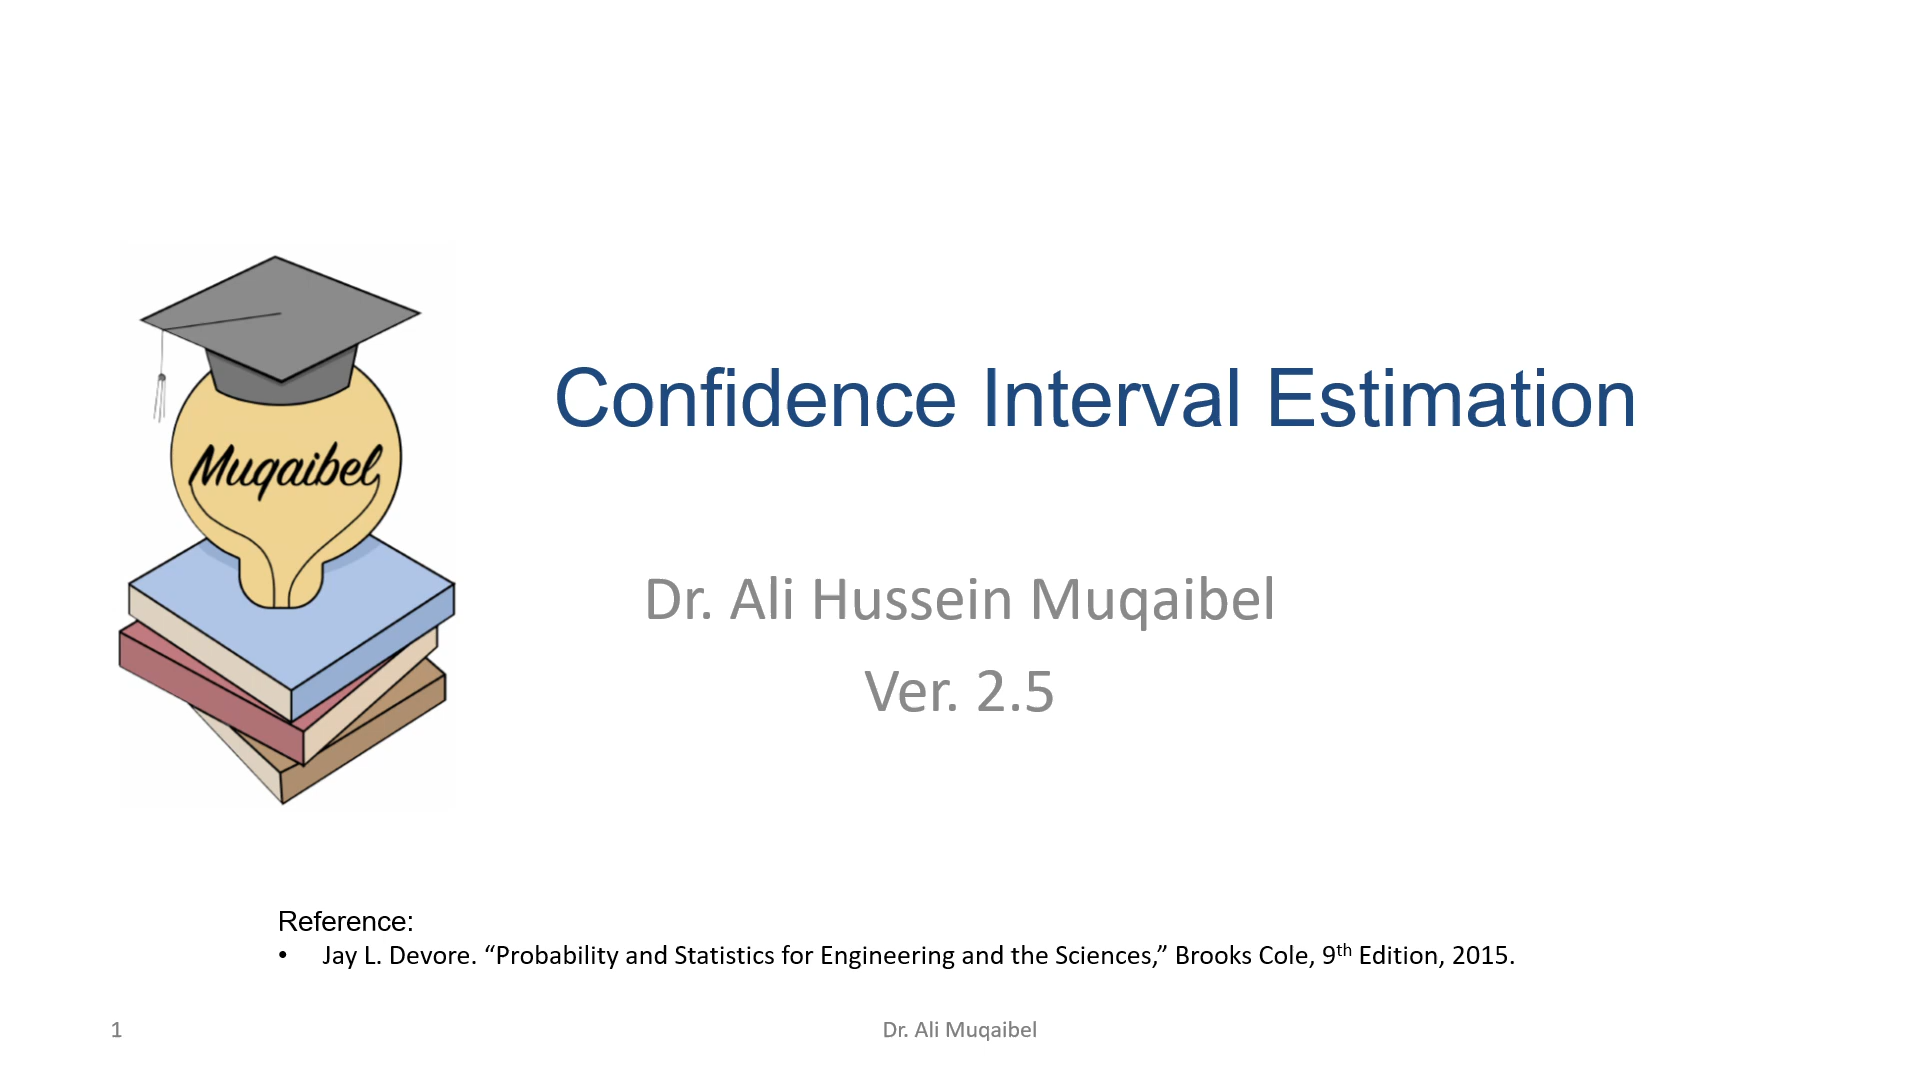 Muqaibel
Confidence Interval Estimation
Dr. Ali Hussein Muqaibel
Ver. 2.5
Reference:
• Jay L. Devore. “Probability and Statistics for Engineering and the Sciences,” Brooks Cole, 9th Edition, 2015.
1
Dr. Ali Muqaibel